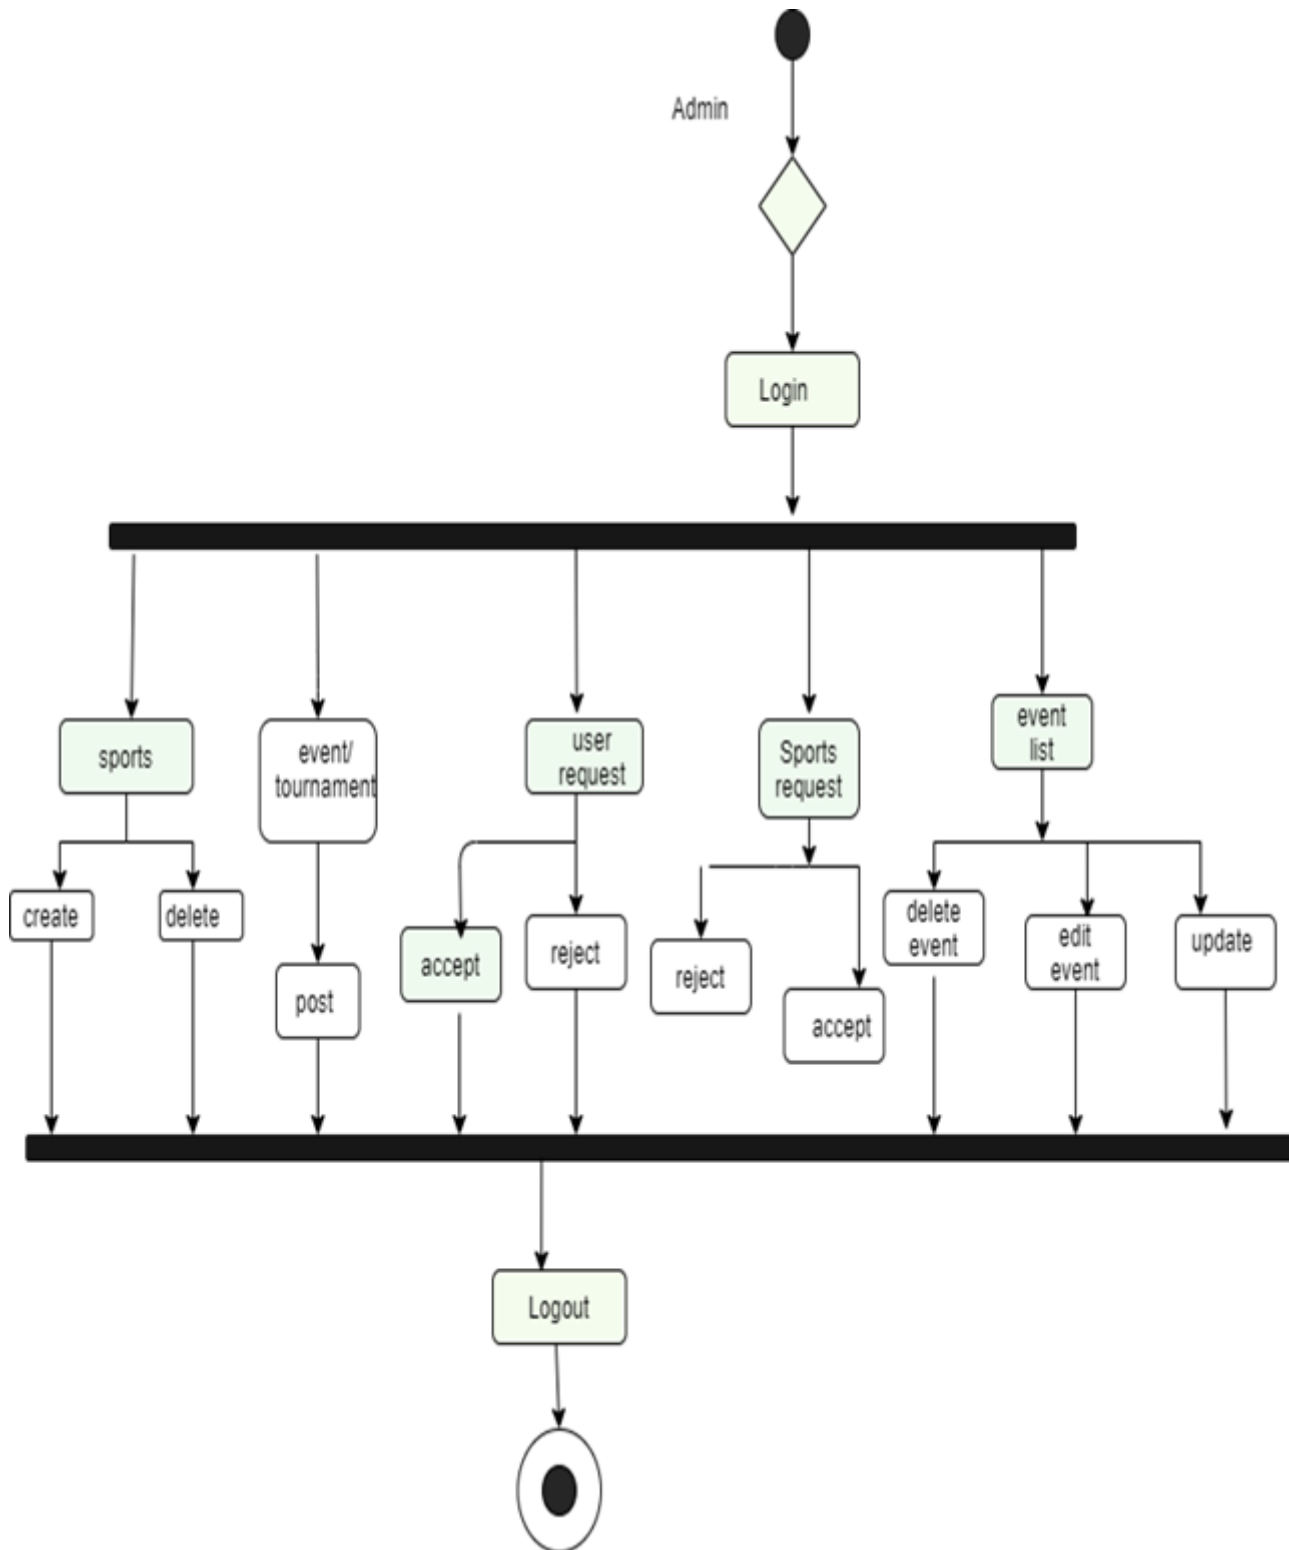 Admin
Login
sports
event/
tournament
user
request
Sports
request
event
list
create
delete
post
accept
reject
reject
accept
delete
event
edit
event
update
Logout